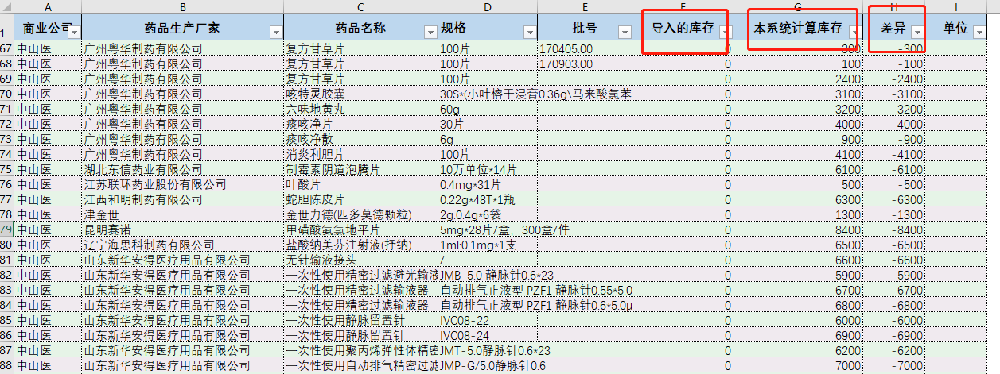 A B C D E F G H I
1 商业公司 药品生产厂家 药品名称 规格 批号 导入的库存 本系统计算库存 差异 单位
67 中山医 广州粤华制药有限公司 复方甘草片 100片 170405.00 0 300 -300
68 中山医 广州粤华制药有限公司 复方甘草片 100片 170903.00 0 100 -100
69 中山医 广州粤华制药有限公司 复方甘草片 100片 0 2400 -2400
70 中山医 广州粤华制药有限公司 咳特灵胶囊 30S*(小叶榕干浸膏0.36g\马来酸氯苯 0 3100 -3100
71 中山医 广州粤华制药有限公司 六味地黄丸 60g 0 3200 -3200
72 中山医 广州粤华制药有限公司 痰咳净片 30片 0 4000 -4000
73 中山医 广州粤华制药有限公司 痰咳净散 6g 0 900 -900
74 中山医 广州粤华制药有限公司 消炎利胆片 100片 0 4100 -4100
75 中山医 湖北东信药业有限公司 制霉素阴道泡腾片 10万单位*14片 0 6100 -6100
76 中山医 江苏联环药业股份有限公司 叶酸片 0.4mg*31片 0 500 -500
77 中山医 江西和明制药有限公司 蛇胆陈皮片 0.22g*48T*1瓶 0 6300 -6300
78 中山医 津金世 金世力德(匹多莫德颗粒) 2g:0.4g*6袋 0 1300 -1300
79 中山医 昆明赛诺 甲磺酸氨氯地平片 5mg*28片/盒、300盒/件 0 8400 -8400
80 中山医 辽宁海思科制药有限公司 盐酸纳美芬注射液(抒纳) 1ml:0.1mg*1支 0 6500 -6500
81 中山医 山东新华安得医疗用品有限公司 无针输液接头 / 0 6600 -6600
82 中山医 山东新华安得医疗用品有限公司 一次性使用精密过滤避光输液 JMB-5.0 静脉针0.6*23 0 5900 -5900
83 中山医 山东新华安得医疗用品有限公司 一次性使用精密过滤输液器 自动排气止液型 PZF1 静脉针0.55*5.0 0 6700 -6700
84 中山医 山东新华安得医疗用品有限公司 一次性使用精密过滤输液器 自动排气止液型 PZF1 静脉针0.6*5.0μ 0 6800 -6800
85 中山医 山东新华安得医疗用品有限公司 一次性使用静脉留置针 IVC08-22 0 6000 -6000
86 中山医 山东新华安得医疗用品有限公司 一次性使用静脉留置针 IVC08-24 0 6900 -6900
87 中山医 山东新华安得医疗用品有限公司 一次性使用聚丙烯弹性体精密 JMT-5.0静脉针0.6*23 0 6200 -6200
88 中山医 山东新华安得医疗用品有限公司 一次性使用自动排气精密过滤 JMP-G/5.0静脉针0.6 0 7000 -7000